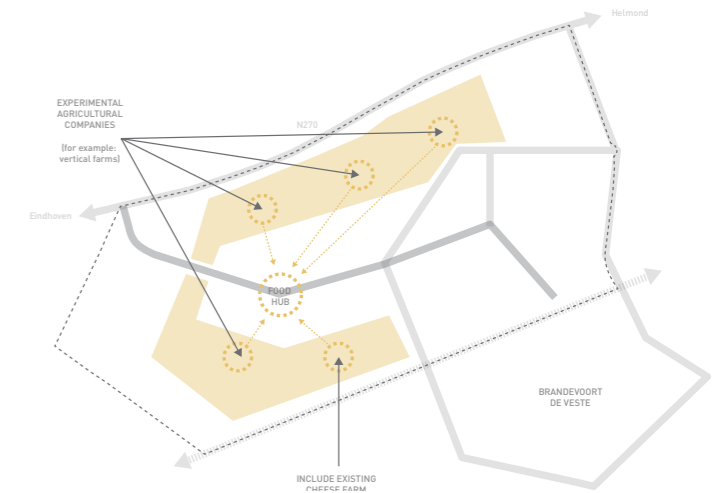 Helmond
EXPERIMENTAL
AGRICULTURAL
COMPANIES
(for example:
vertical farms)
N270
Eindhoven
FOOD
HUB
BRANDEVOORT
DE VESTE
INCLUDE EXISTING
CHEESE FARM